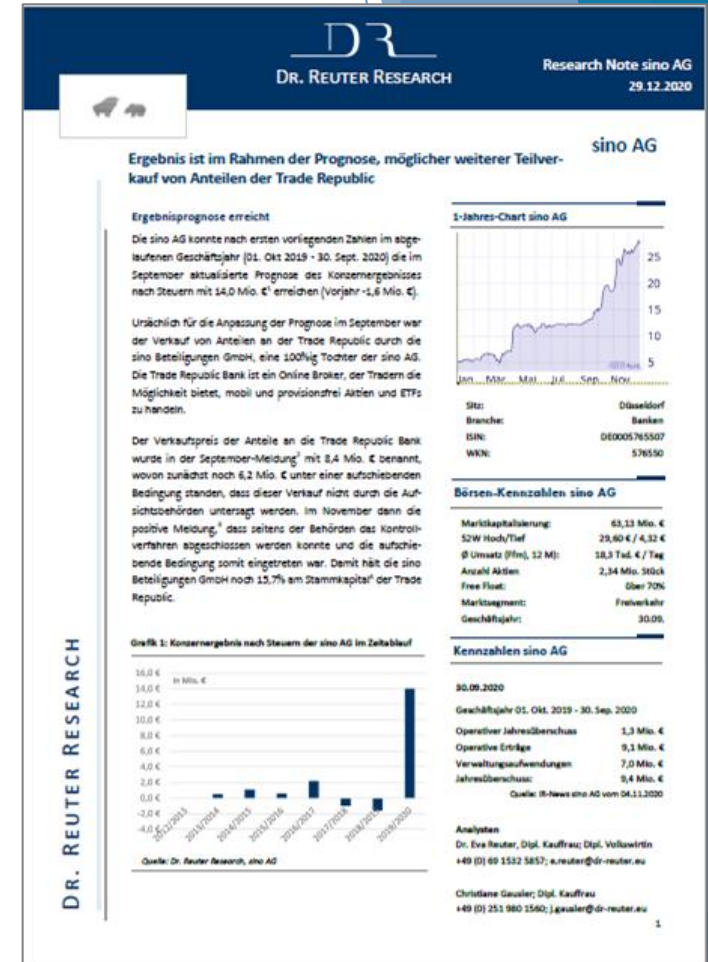 DR
DR. REUTER RESEARCH
Research Note sino AG
29.12.2020
sino AG
Ergebnis ist im Rahmen der Prognose, möglicher weiterer Teilver-
kauf von Anteilen der Trade Republic
Ergebnisprognose erreicht
Die sino AG konnte nach ersten vorliegenden Zahlen im abge-
laufenen Geschäftsjahr (01. Okt 2019 - 30. Sept. 2020) die im
September aktualisierte Prognose des Konzernergebnisses
nach Steuern mit 14,0 Mio. €¹ erreichen (Vorjahr -1,6 Mio. €).
Ursächlich für die Anpassung der Prognose im September war
der Verkauf von Anteilen an der Trade Republic durch die
sino Beteiligungen GmbH, eine 100%ig Tochter der sino AG.
Die Trade Republic Bank ist ein Online Broker, der Tradern die
Möglichkeit bietet, mobil und provisionsfrei Aktien und ETFs
zu handeln.
Der Verkaufspreis der Anteile an die Trade Republic Bank
wurde in der September-Meldung² mit 8,4 Mio. € benannt,
wovon zunächst noch 6,2 Mio. € unter einer aufschiebenden
Bedingung standen, dass dieser Verkauf nicht durch die Auf-
sichtsbehörden untersagt werden. Im November dann die
positive Meldung,³ dass seitens der Behörden das Kontroll-
verfahren abgeschlossen werden konnte und die aufschie-
bende Bedingung somit eingetreten war. Damit hält die sino
Beteiligungen GmbH noch 15,7% am Stammkapital⁴ der Trade
Republic.
Grafik 1: Konzernergebnis nach Steuern der sino AG im Zeitablauf
in Mio. €
16,0 €
14,0 €
12,0 €
10,0 €
8,0 €
6,0 €
4,0 €
2,0 €
0,0 €
-2,0 €
-4,0 €
2012/2013 2013/2014 2014/2015 2015/2016 2016/2017 2017/2018 2018/2019 2019/2020
Quelle: Dr. Reuter Research, sino AG
1-Jahres-Chart sino AG
25
20
15
10
5
Jan Mär Mai Jul Sep Nov
Sitz: Düsseldorf
Branche: Banken
ISIN: DE0005765507
WKN: 576550
Börsen-Kennzahlen sino AG
Marktkapitalisierung: 63,13 Mio. €
52W Hoch/Tief 29,60 € / 4,32 €
Ø Umsatz (Ffm), 12 M): 18,3 Tsd. € / Tag
Anzahl Aktien 2,34 Mio. Stück
Free Float: über 70%
Marktsegment: Freiverkehr
Geschäftsjahr: 30.09.
Kennzahlen sino AG
30.09.2020
Geschäftsjahr 01. Okt. 2019 - 30. Sep. 2020
Operativer Jahresüberschuss 1,3 Mio. €
Operative Erträge 9,1 Mio. €
Verwaltungsaufwendungen 7,0 Mio. €
Jahresüberschuss: 9,4 Mio. €
Quelle: IR-News sino AG vom 04.11.2020
Analysten
Dr. Eva Reuter, Dipl. Kauffrau; Dipl. Volkswirtin
+49 (0) 69 1532 5857; e.reuter@dr-reuter.eu
Christiane Gausler; Dipl. Kauffrau
+49 (0) 251 980 1560; j.gausler@dr-reuter.eu
1
DR. REUTER RESEARCH